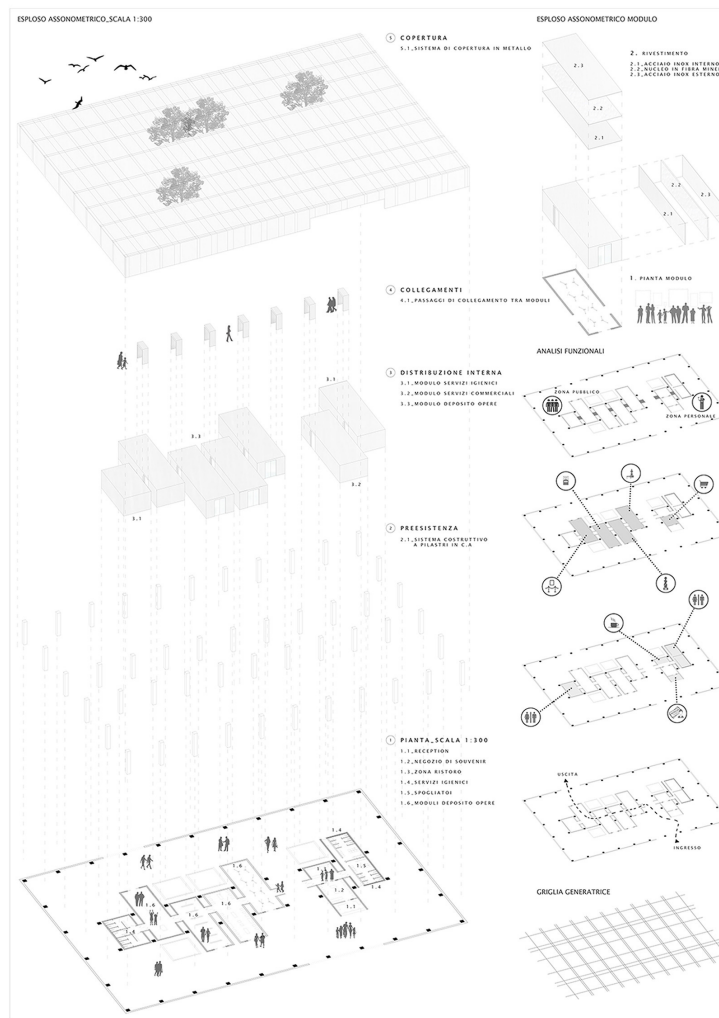 ESPLOSO ASSONOMETRICO_SCALA 1:300
5 COPERTURA
5.1_SISTEMA DI COPERTURA IN METALLO
4 COLLEGAMENTI
4.1_PASSAGGI DI COLLEGAMENTO TRA MODULI
3 DISTRIBUZIONE INTERNA
3.1_MODULO SERVIZI IGIENICI
3.2_MODULO SERVIZI COMMERCIALI
3.3_MODULO DEPOSITO OPERE
3.1
3.3
3.2
3.1
2 PREESISTENZA
2.1_SISTEMA COSTRUTTIVO
A PILASTRI IN C.A
1 PIANTA_SCALA 1:300
1.1_RECEPTION
1.2_NEGOZIO DI SOUVENIR
1.3_ZONA RISTORO
1.4_SERVIZI IGIENICI
1.5_SPOGLIATOI
1.6_MODULI DEPOSITO OPERE
1.4
1.6
1.5
1.4
1.2
1.1
1.6
1.6
1.6
1.4
ESPLOSO ASSONOMETRICO MODULO
2. RIVESTIMENTO
2.1_ACCIAIO INOX INTERNO
2.2_NUCLEO IN FIBRA MINE
2.3_ACCIAIO INOX ESTERNO
2.3
2.2
2.1
2.2
2.3
2.1
1. PIANTA MODULO
ANALISI FUNZIONALI
ZONA PUBBLICO
ZONA PERSONALE
USCITA
INGRESSO
GRIGLIA GENERATRICE